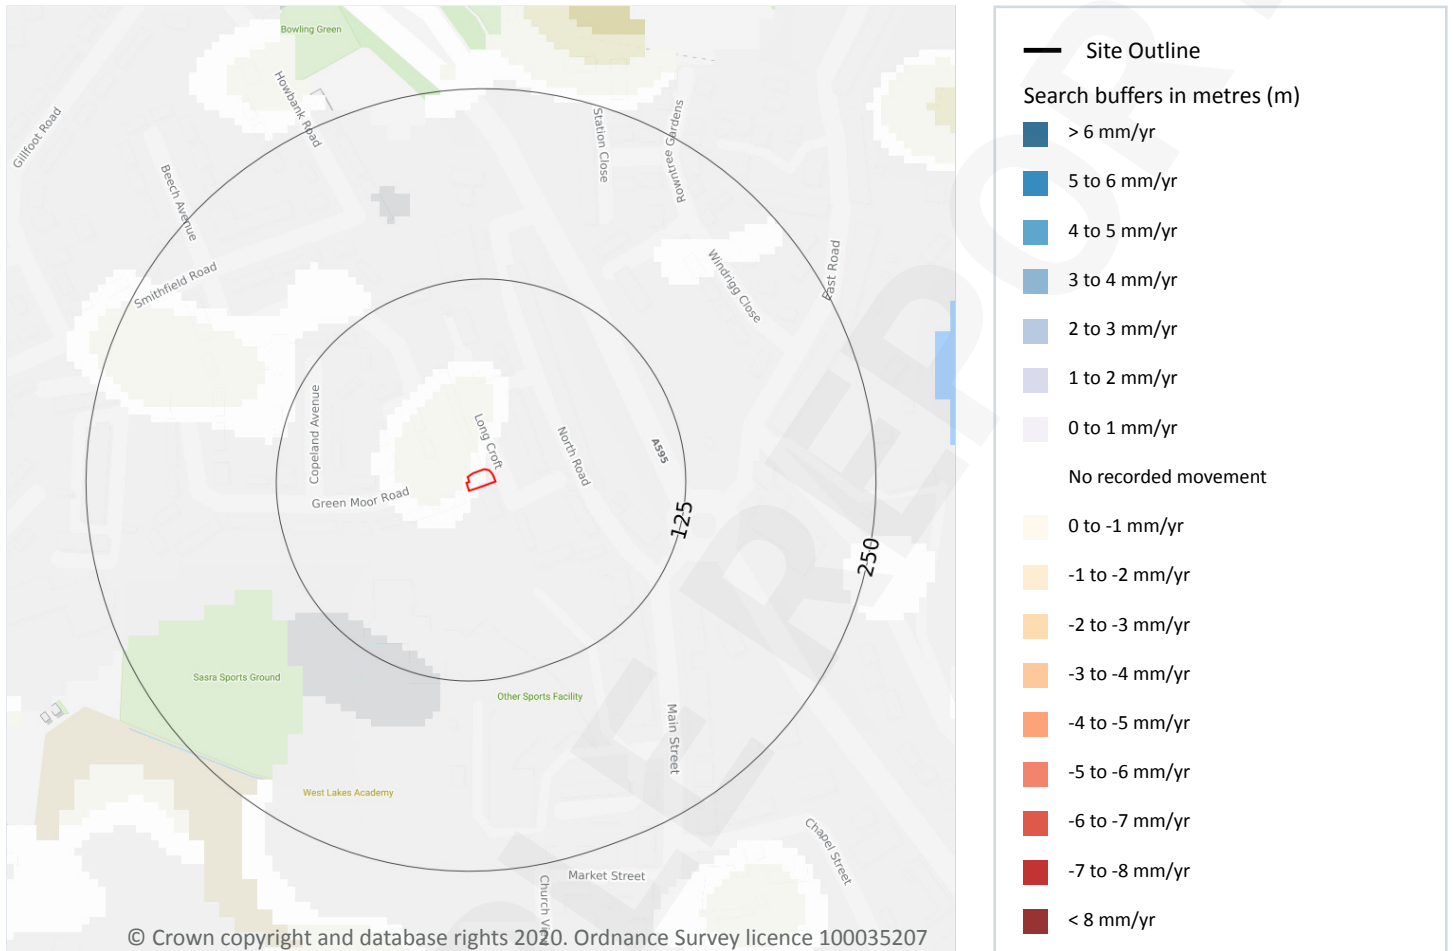 Bowling Green
Howbank Road
Gillfoot Road
Beech Avenue
Station Close
Rowntree Gardens
Smithfield Road
Windrigg Close
East Road
Copeland Avenue
Long Croft
North Road
A595
Green Moor Road
125
250
Sasra Sports Ground
Other Sports Facility
Main Street
West Lakes Academy
Chapel Street
Market Street
Church View
© Crown copyright and database rights 2020. Ordnance Survey licence 100035207
Site Outline
Search buffers in metres (m)
> 6 mm/yr
5 to 6 mm/yr
4 to 5 mm/yr
3 to 4 mm/yr
2 to 3 mm/yr
1 to 2 mm/yr
0 to 1 mm/yr
No recorded movement
0 to -1 mm/yr
-1 to -2 mm/yr
-2 to -3 mm/yr
-3 to -4 mm/yr
-4 to -5 mm/yr
-5 to -6 mm/yr
-6 to -7 mm/yr
-7 to -8 mm/yr
< 8 mm/yr
PLE REPORT